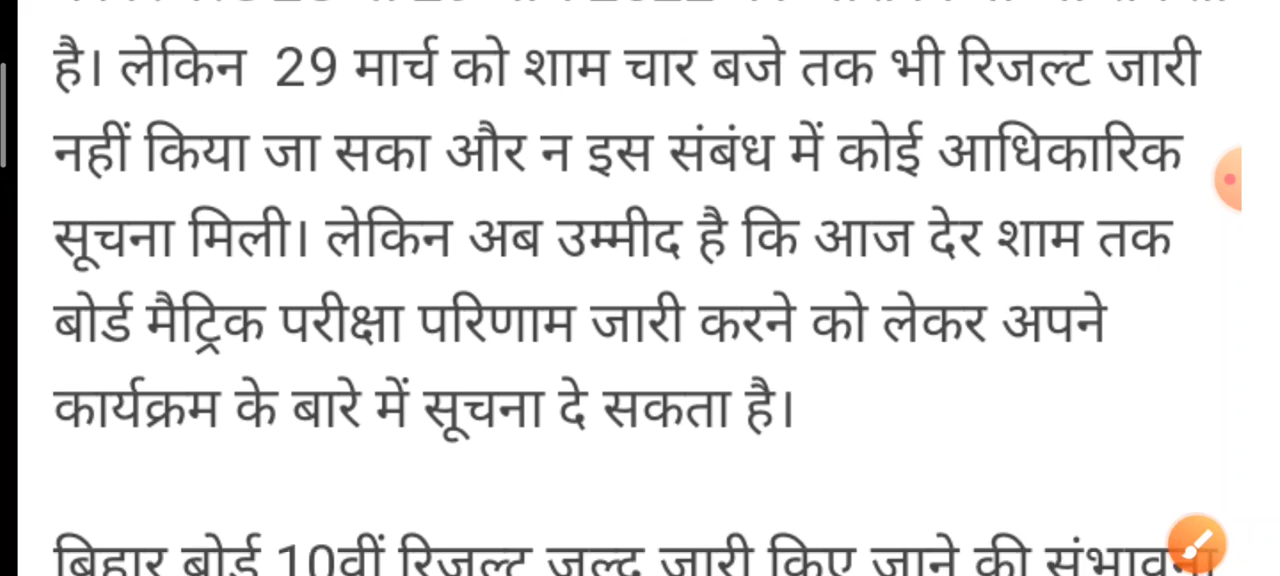 है। लेकिन 29 मार्च को शाम चार बजे तक भी रिजल्ट जारी
नहीं किया जा सका और न इस संबंध में कोई आधिकारिक
सूचना मिली। लेकिन अब उम्मीद है कि आज देर शाम तक
बोर्ड मैट्रिक परीक्षा परिणाम जारी करने को लेकर अपने
कार्यक्रम के बारे में सूचना दे सकता है।
बिहार बोर्ड 10वीं रिजल्ट जल्द जारी किए जाने की संभावना